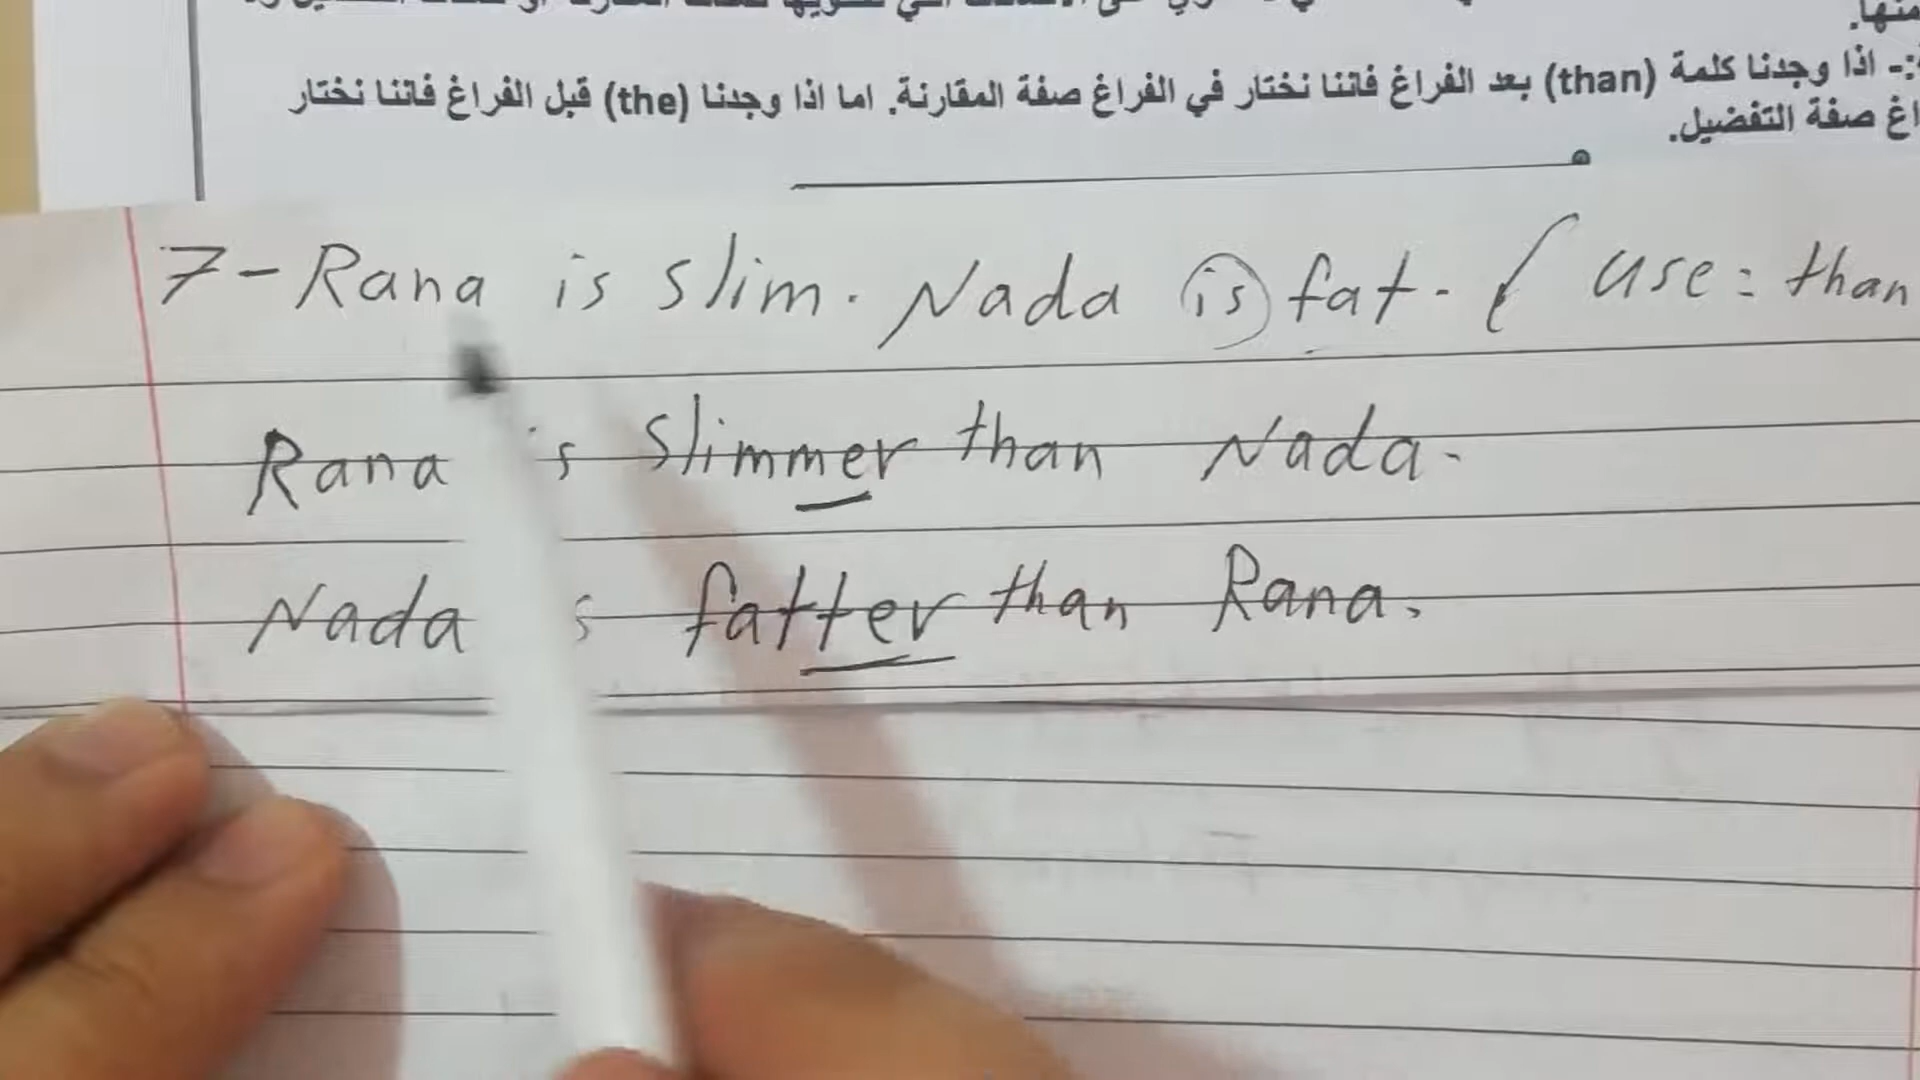 منها.
:- اذا وجدنا كلمة (than) بعد الفراغ فاننا نختار في الفراغ صفة المقارنة. اما اذا وجدنا (the) قبل الفراغ فاننا نختار
اغ صفة التفضيل.
7- Rana is slim. Nada is fat. ( use: than
Rana is slimmer than Nada.
Nada s fatter than Rana.